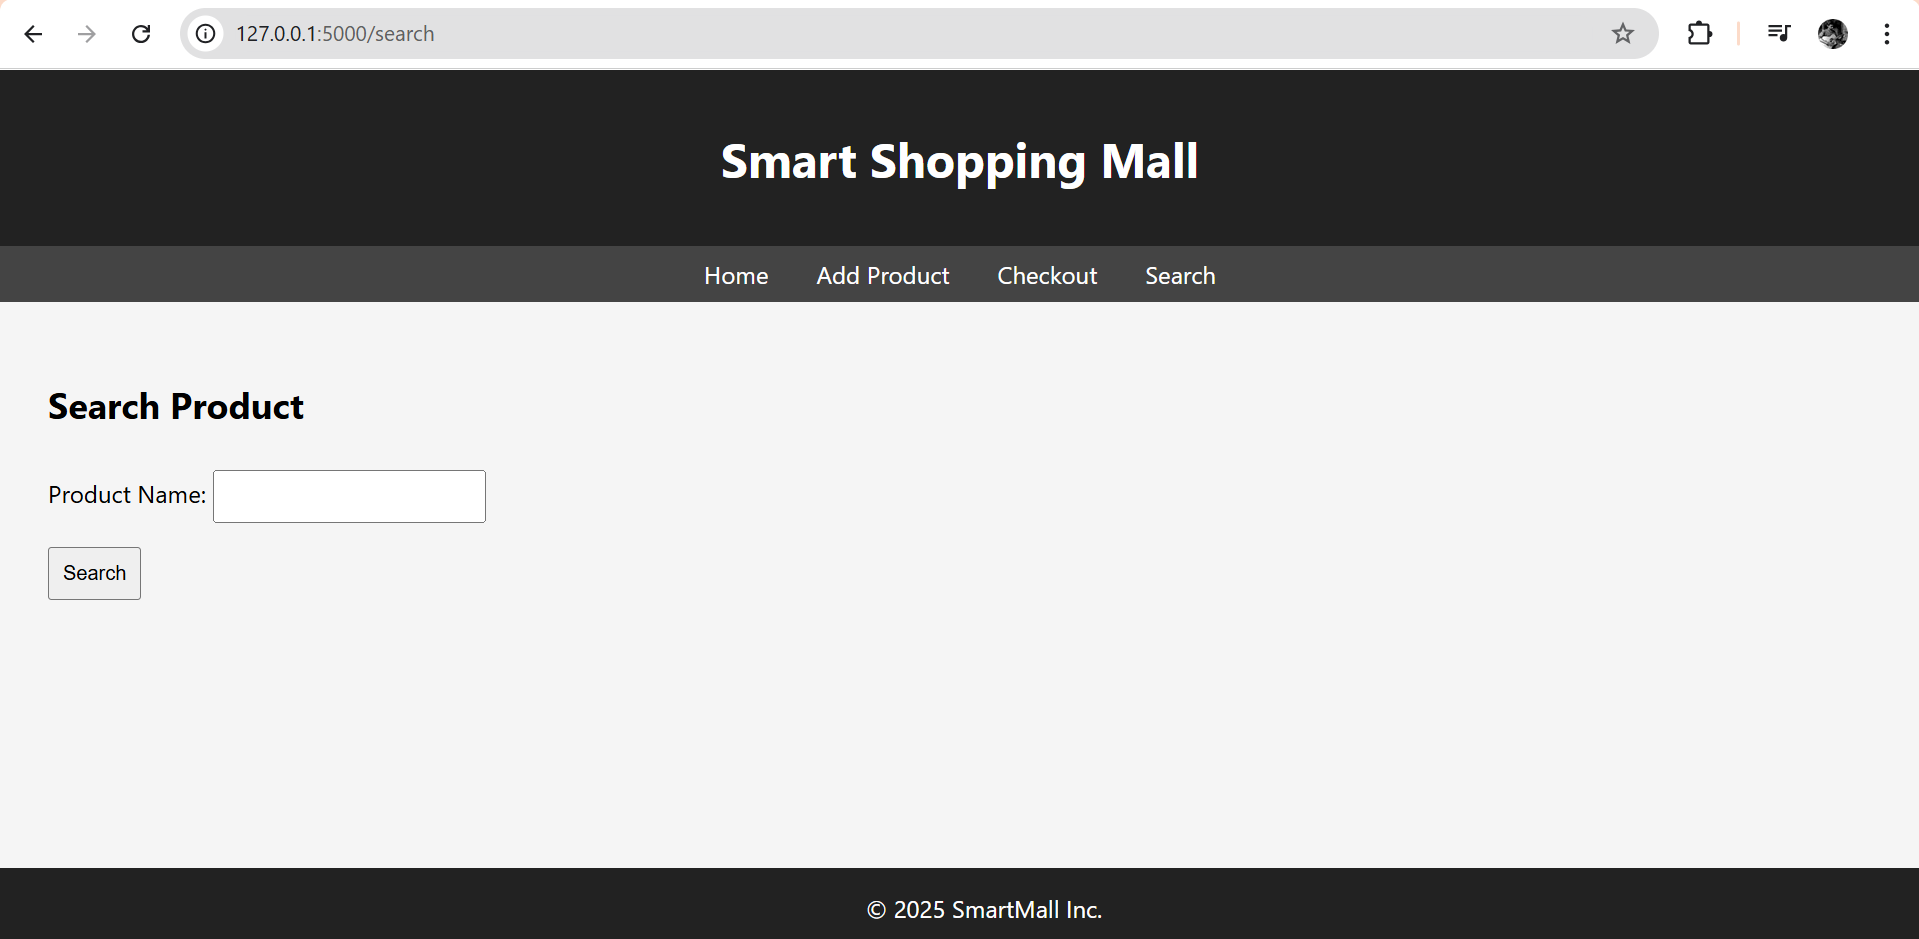 127.0.0.1:5000/search
Smart Shopping Mall
Home Add Product Checkout Search
Search Product
Product Name:
Search
© 2025 SmartMall Inc.